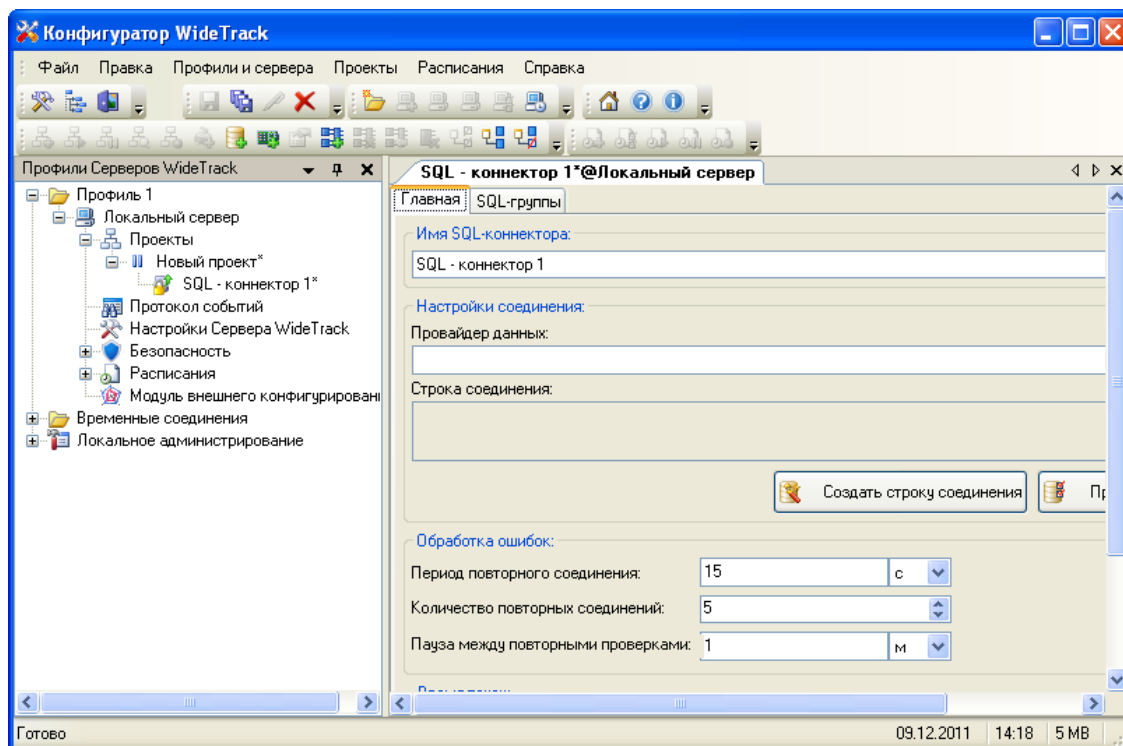 Конфигуратор WideTrack
Файл Правка Профили и сервера Проекты Расписания Справка
Профили Серверов WideTrack
Профиль 1
Локальный сервер
Проекты
Новый проект*
SQL - коннектор 1*
Протокол событий
Настройки Сервера WideTrack
Безопасность
Расписания
Модуль внешнего конфигурировани
Временные соединения
Локальное администрирование
SQL - коннектор 1*@Локальный сервер
Главная SQL-группы
Имя SQL-коннектора:
SQL - коннектор 1
Настройки соединения:
Провайдер данных:
Строка соединения:
Создать строку соединения Пр
Обработка ошибок:
Период повторного соединения: 15 с
Количество повторных соединений: 5
Пауза между повторными проверками: 1 м
Готово 09.12.2011 14:18 5 MB